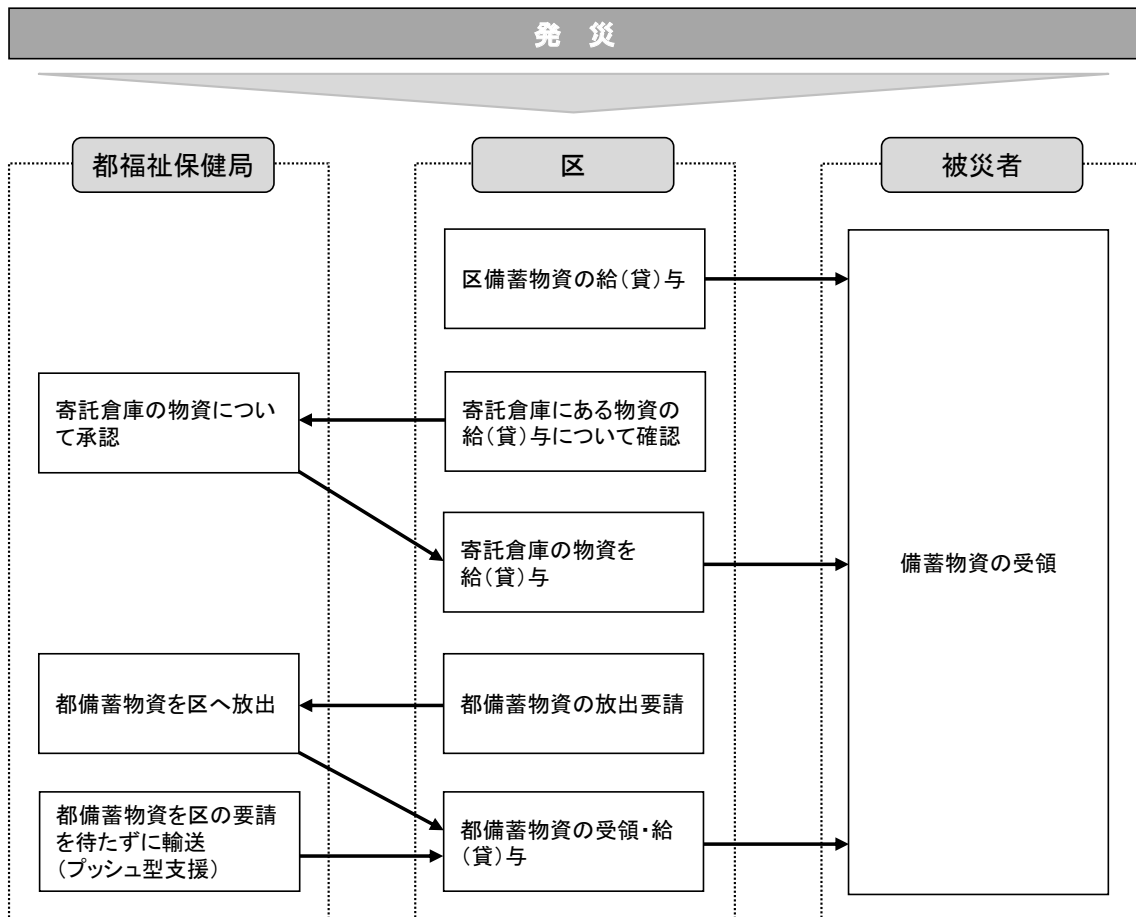 発 災
都福祉保健局
区
被災者
区備蓄物資の給（貸）与
寄託倉庫の物資につい
て承認
寄託倉庫にある物資の
給（貸）与について確認
寄託倉庫の物資を
給（貸）与
備蓄物資の受領
都備蓄物資を区へ放出
都備蓄物資の放出要請
都備蓄物資を区の要請
を待たずに輸送
（プッシュ型支援）
都備蓄物資の受領・給
（貸）与